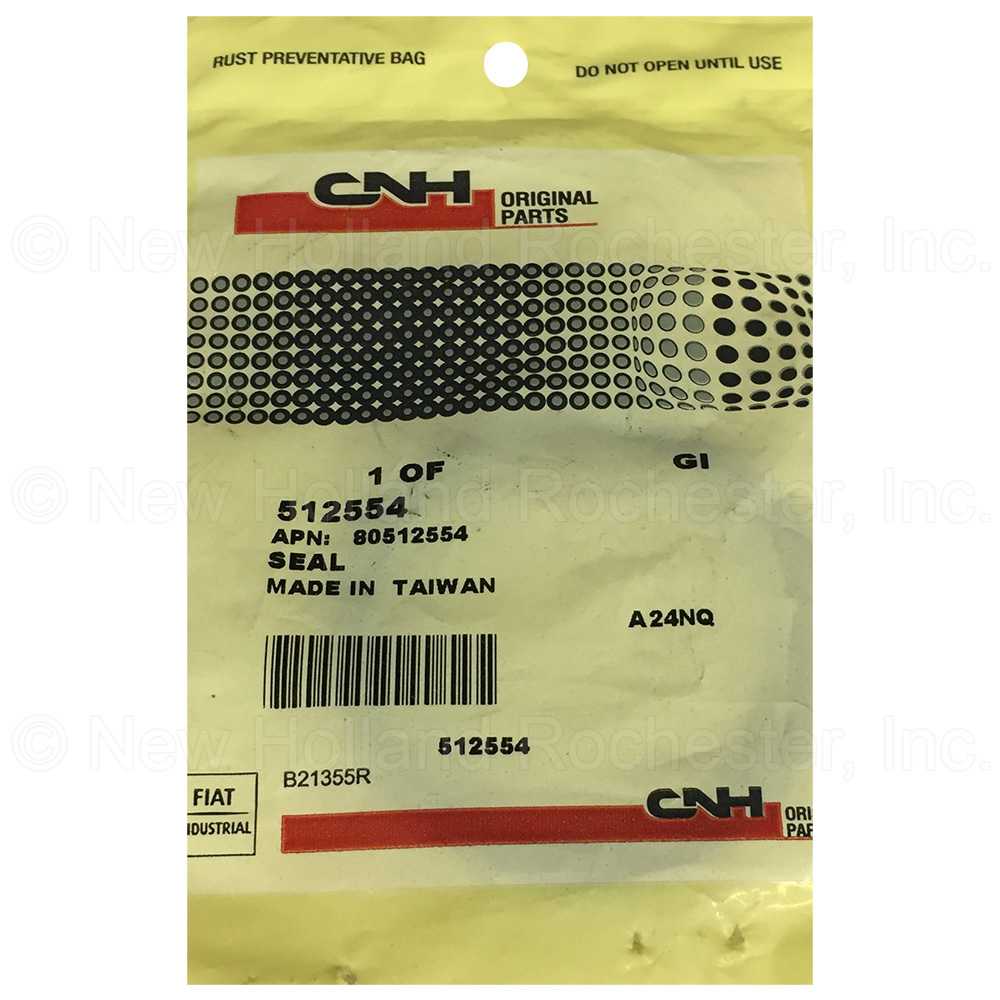 RUST PREVENTATIVE BAG
DO NOT OPEN UNTIL USE
CNH ORIGINAL
PARTS
© New Holland Rochester, Inc.
1 OF
GI
© New Holland Rochester, Inc.
512554
APN: 80512554
SEAL
MADE IN TAIWAN
A24NQ
© New Holland Rochester, Inc.
512554
B21355R
FIAT
INDUSTRIAL
CNH ORI
PAR